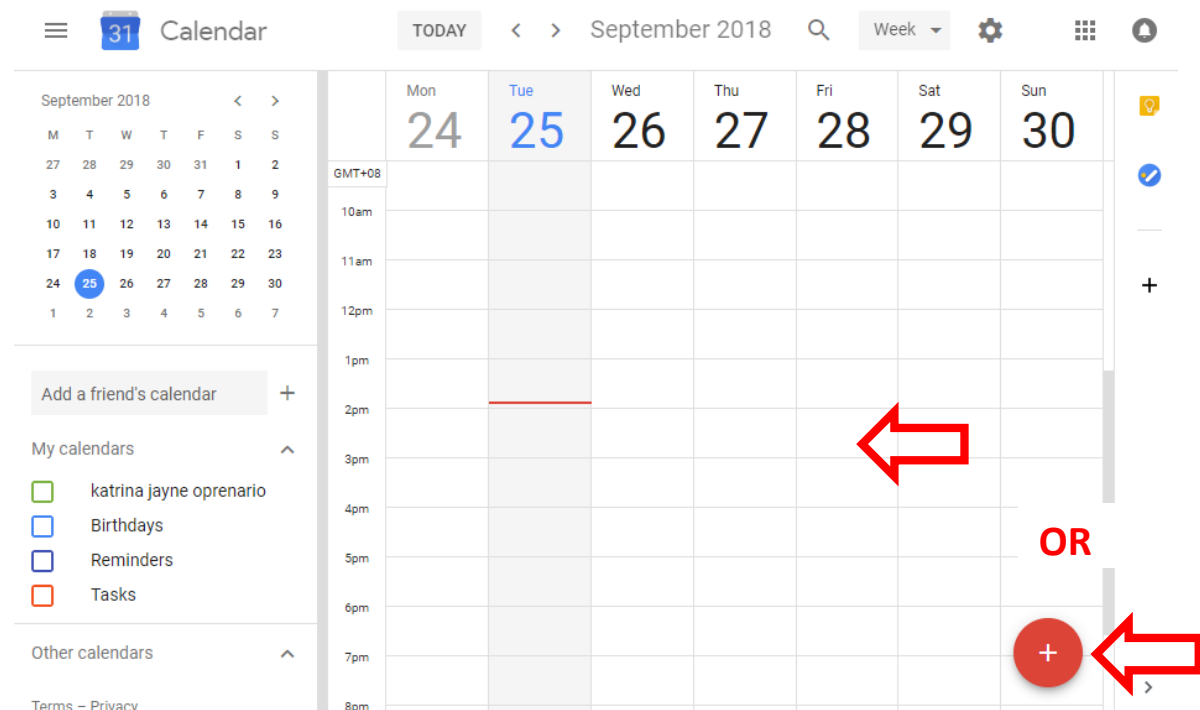 31 Calendar TODAY < > September 2018 Week
September 2018 < >
M T W T F S S
27 28 29 30 31 1 2
3 4 5 6 7 8 9
10 11 12 13 14 15 16
17 18 19 20 21 22 23
24 25 26 27 28 29 30
1 2 3 4 5 6 7
Add a friend's calendar +
My calendars
katrina jayne oprenario
Birthdays
Reminders
Tasks
Other calendars
Terms – Privacy
Mon Tue Wed Thu Fri Sat Sun
24 25 26 27 28 29 30
GMT+08
10am
11am
12pm
1pm
2pm
3pm
4pm
5pm
6pm
7pm
8pm
OR
+
+
>